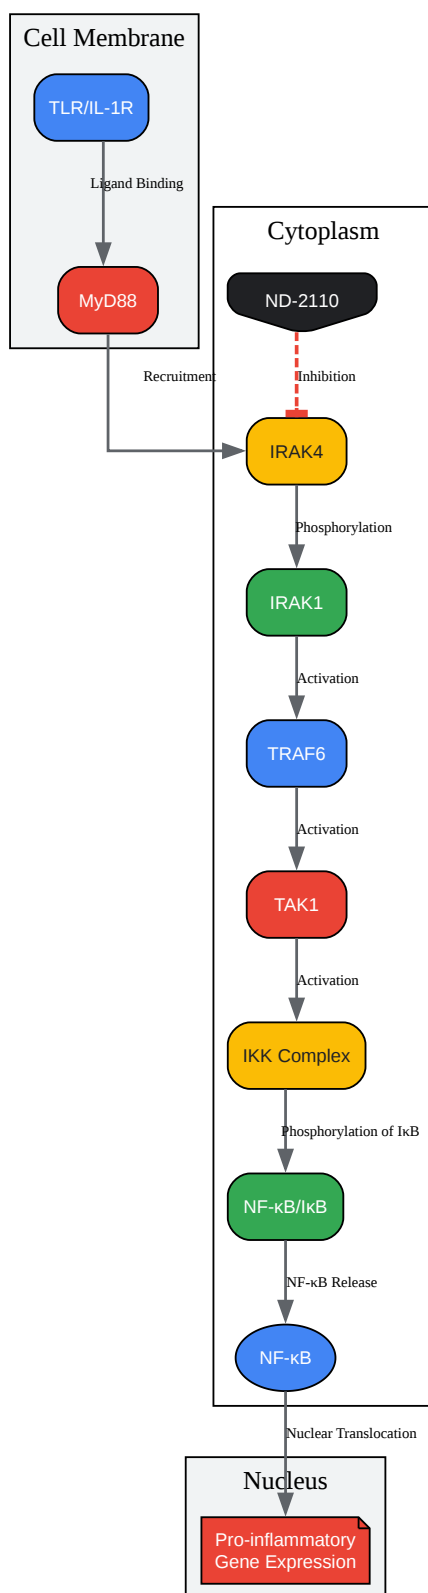 Cell Membrane
TLR/IL-1R
Ligand Binding
MyD88
Recruitment
Cytoplasm
ND-2110
Inhibition
IRAK4
Phosphorylation
IRAK1
Activation
TRAF6
Activation
TAK1
Activation
IKK Complex
Phosphorylation of IκB
NF-κB/IκB
NF-κB Release
NF-κB
Nuclear Translocation
Nucleus
Pro-inflammatory
Gene Expression